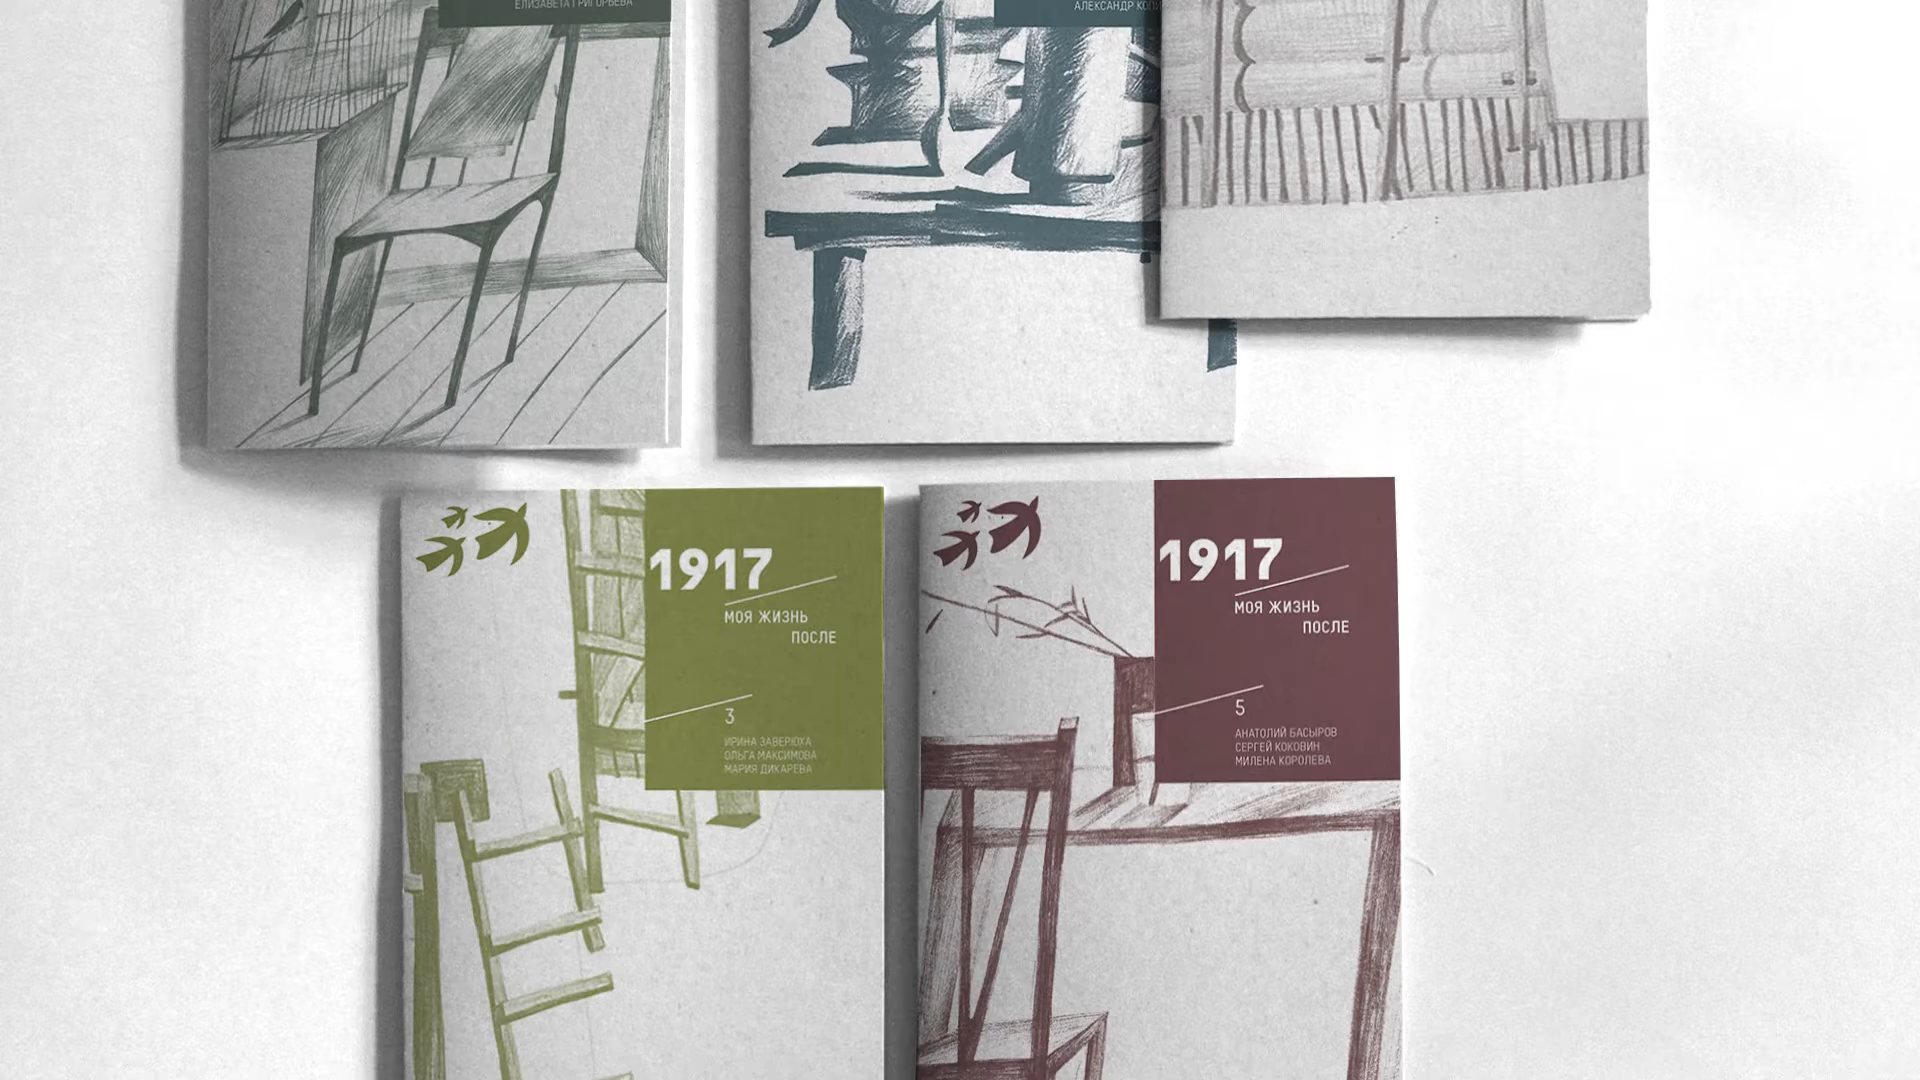 ЕЛИЗАВЕТА ГРИГОРЬЕВА
АЛЕКСАНДР
1917
МОЯ ЖИЗНЬ
ПОСЛЕ
3
ИРИНА ЗАВЕРЮХА
ОЛЬГА МАКСИМОВА
МАРИЯ ДИКАРЕВА
1917
МОЯ ЖИЗНЬ
ПОСЛЕ
5
АНАТОЛИЙ БАСЫРОВ
СЕРГЕЙ КОКОВИН
МИЛЕНА КОРОЛЕВА